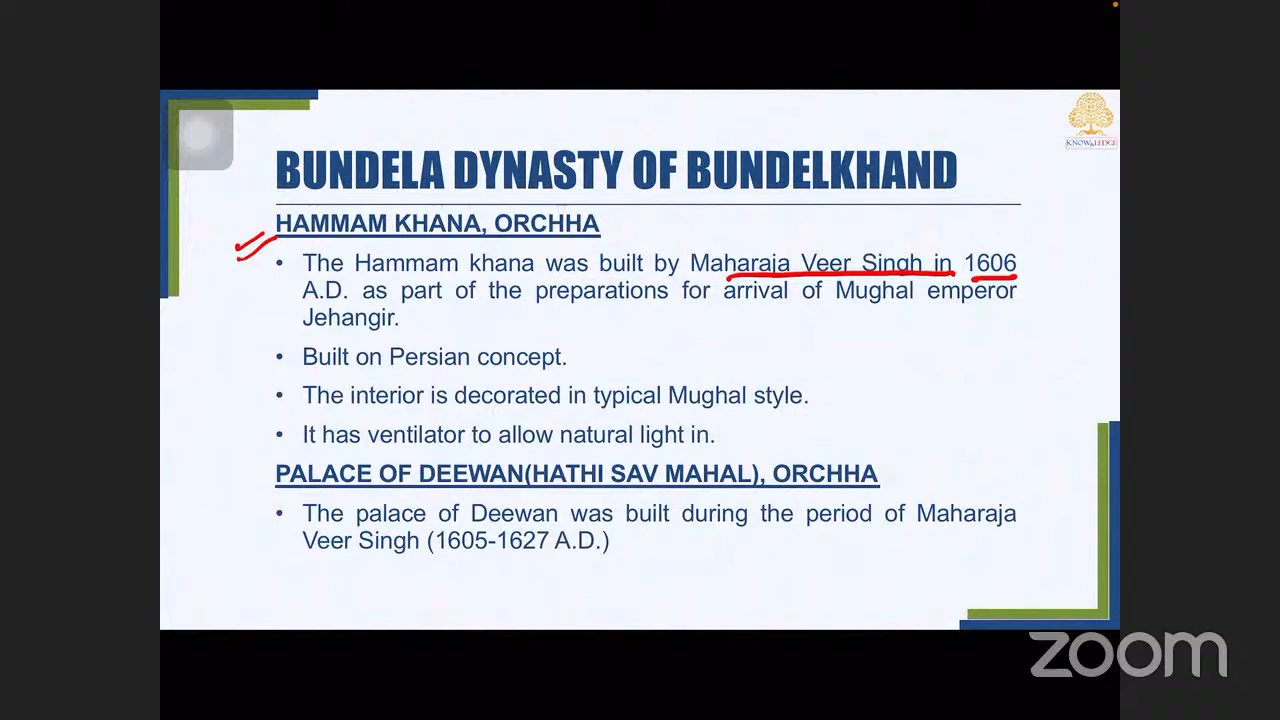 KNOWLEDGE
BUNDELA DYNASTY OF BUNDELKHAND
HAMMAM KHANA, ORCHHA
• The Hammam khana was built by Maharaja Veer Singh in 1606
A.D. as part of the preparations for arrival of Mughal emperor
Jehangir.
• Built on Persian concept.
• The interior is decorated in typical Mughal style.
• It has ventilator to allow natural light in.
PALACE OF DEEWAN(HATHI SAV MAHAL), ORCHHA
• The palace of Deewan was built during the period of Maharaja
Veer Singh (1605-1627 A.D.)
zoom